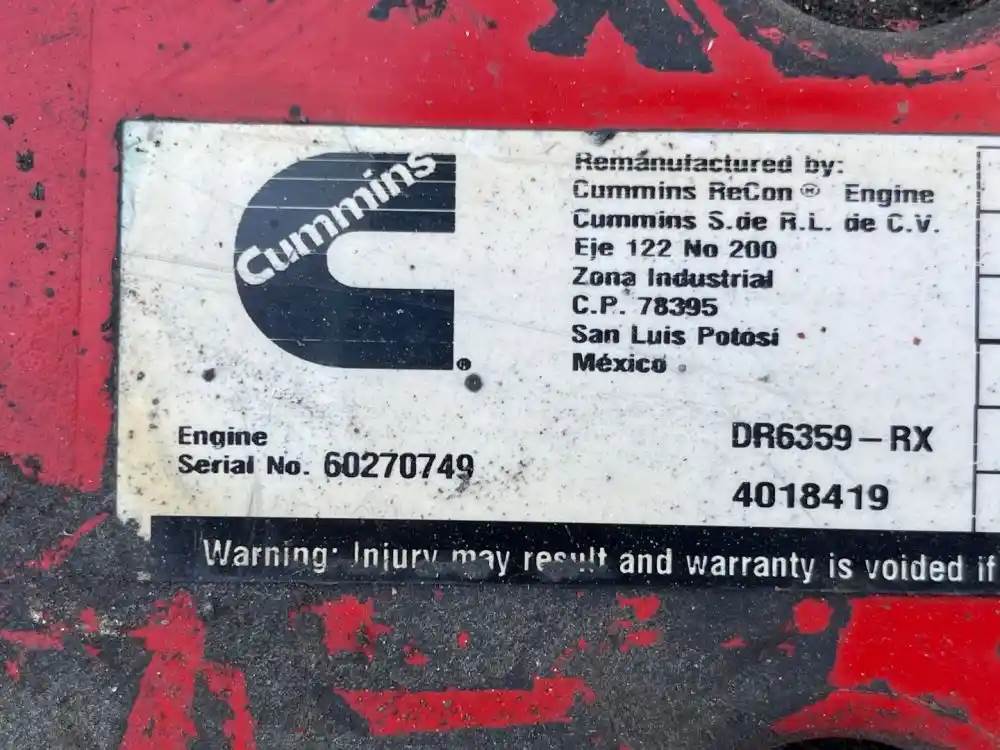 Cummins
Remanufactured by:
Cummins ReCon® Engine
Cummins S.de R.L. de C.V.
Eje 122 No 200
Zona Industrial
C.P. 78395
San Luis Potosí
México
®
Engine
Serial No. 60270749
DR6359-RX
4018419
Warning: Injury may result and warranty is voided if